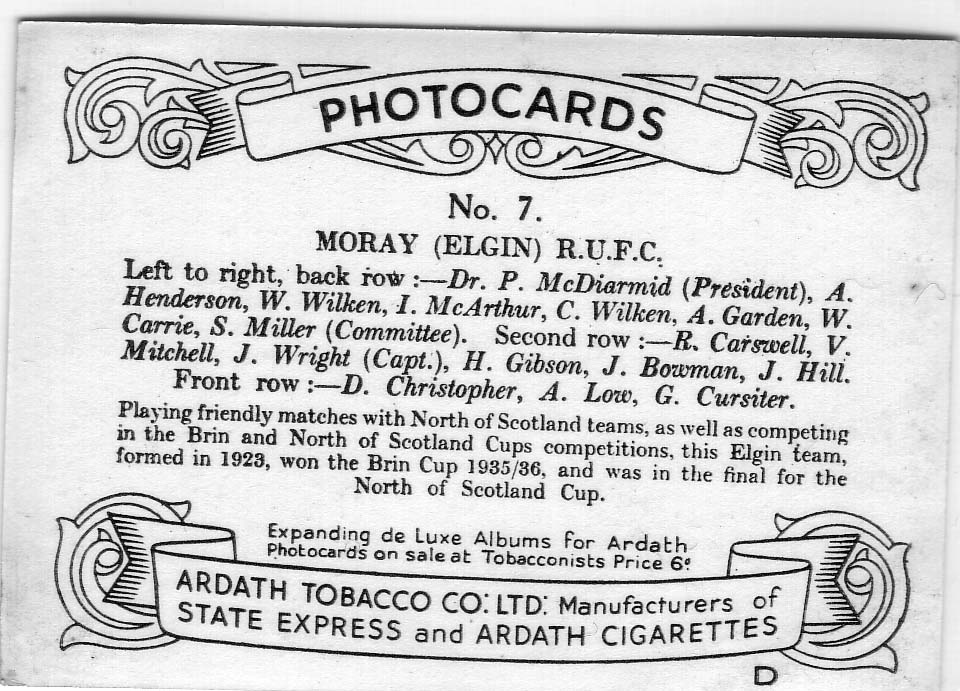 PHOTOCARDS
No. 7.
MORAY (ELGIN) R.U.F.C.
Left to right, back row :—Dr. P. McDiarmid (President), A.
Henderson, W. Wilken, I. McArthur, C. Wilken, A. Garden, W.
Carrie, S. Miller (Committee). Second row :—R. Carswell, V.
Mitchell, J. Wright (Capt.), H. Gibson, J. Bowman, J. Hill.
Front row :—D. Christopher, A. Low, G. Cursiter.
Playing friendly matches with North of Scotland teams, as well as competing
in the Brin and North of Scotland Cups competitions, this Elgin team,
formed in 1923, won the Brin Cup 1935/36, and was in the final for the
North of Scotland Cup.
Expanding de Luxe Albums for Ardath
Photocards on sale at Tobacconists Price 6ᵈ
ARDATH TOBACCO CO: LTD: Manufacturers of
STATE EXPRESS and ARDATH CIGARETTES
D